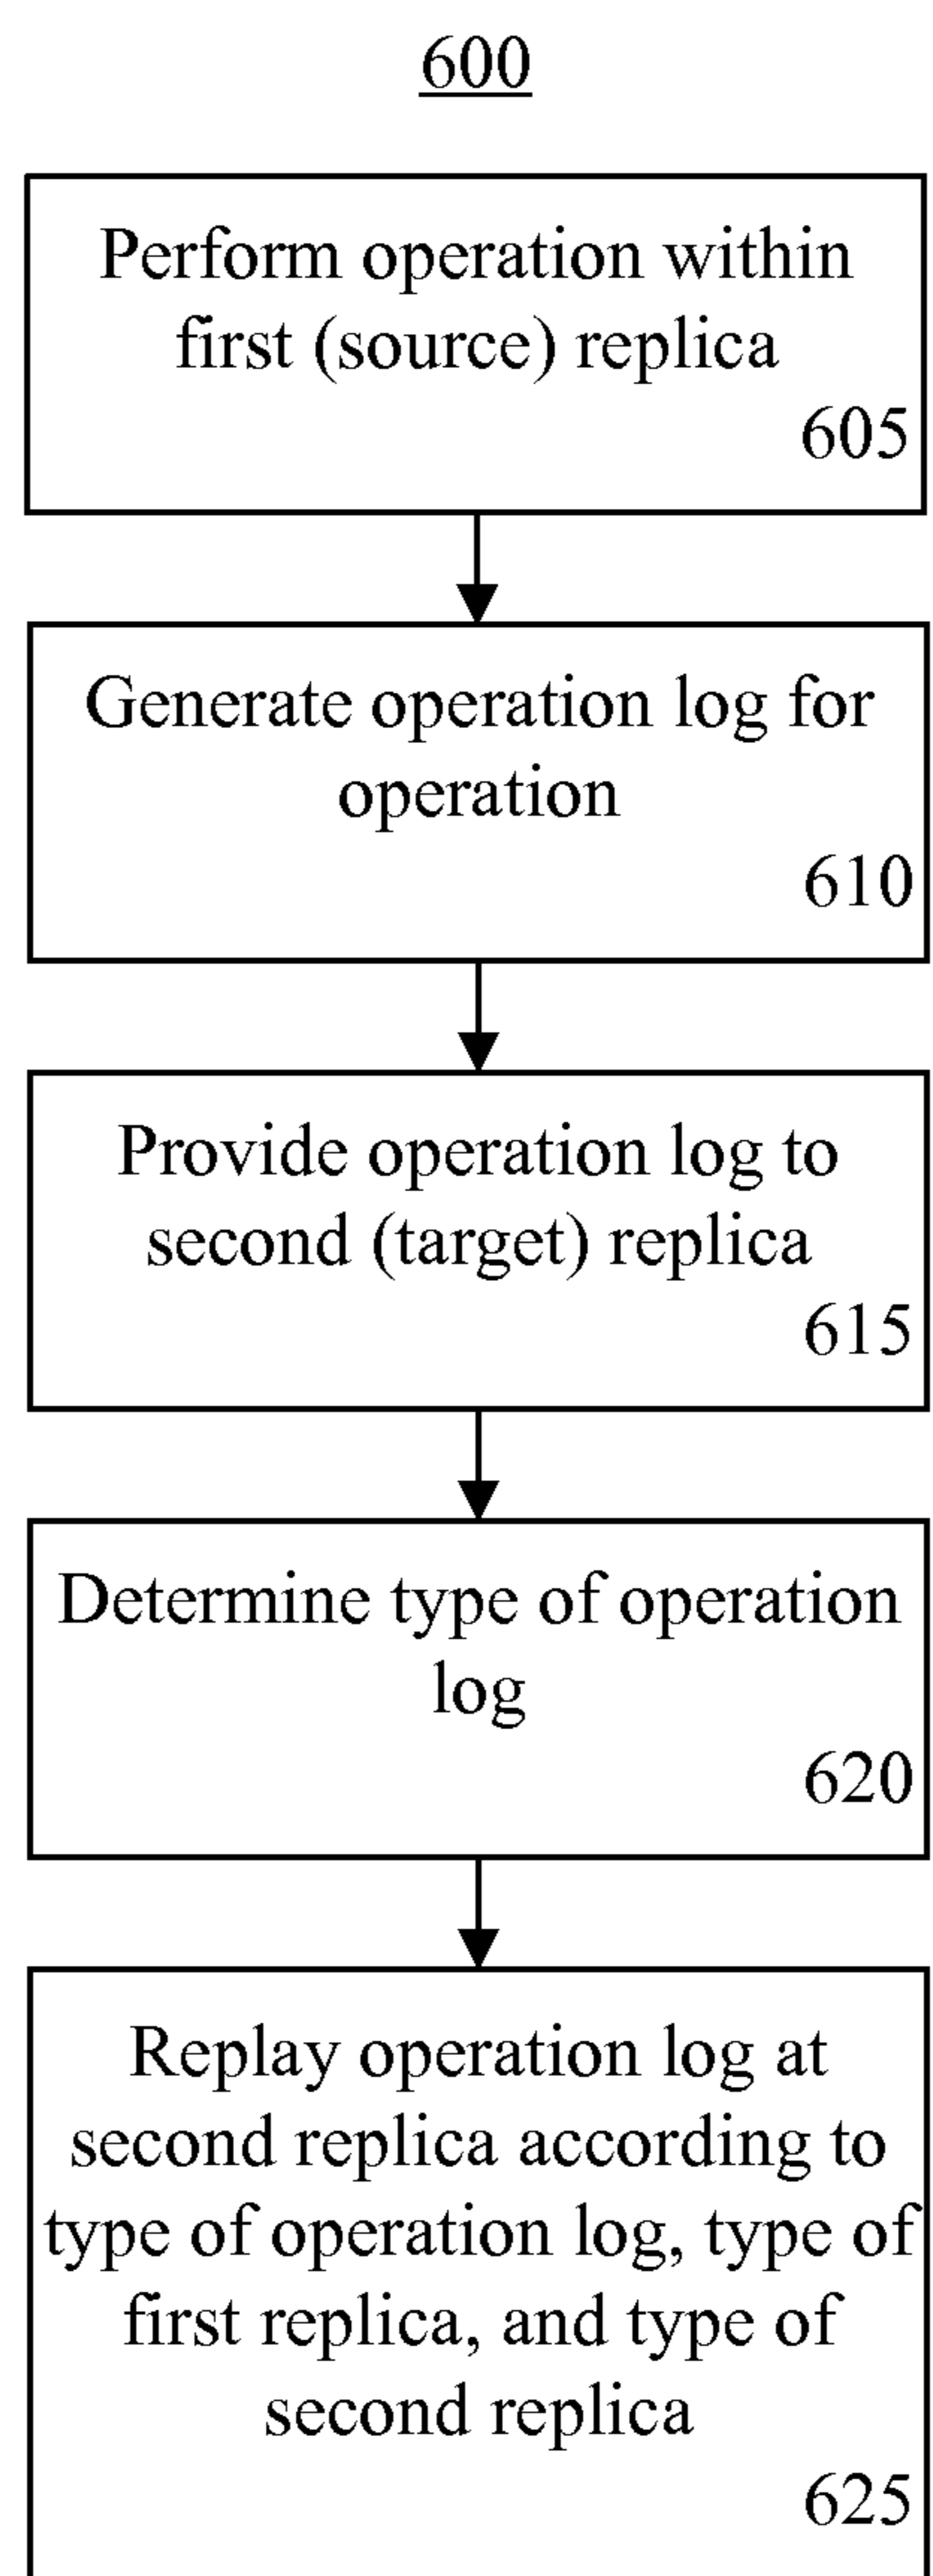 600
Perform operation within
first (source) replica
605
Generate operation log for
operation
610
Provide operation log to
second (target) replica
615
Determine type of operation
log
620
Replay operation log at
second replica according to
type of operation log, type of
first replica, and type of
second replica
625